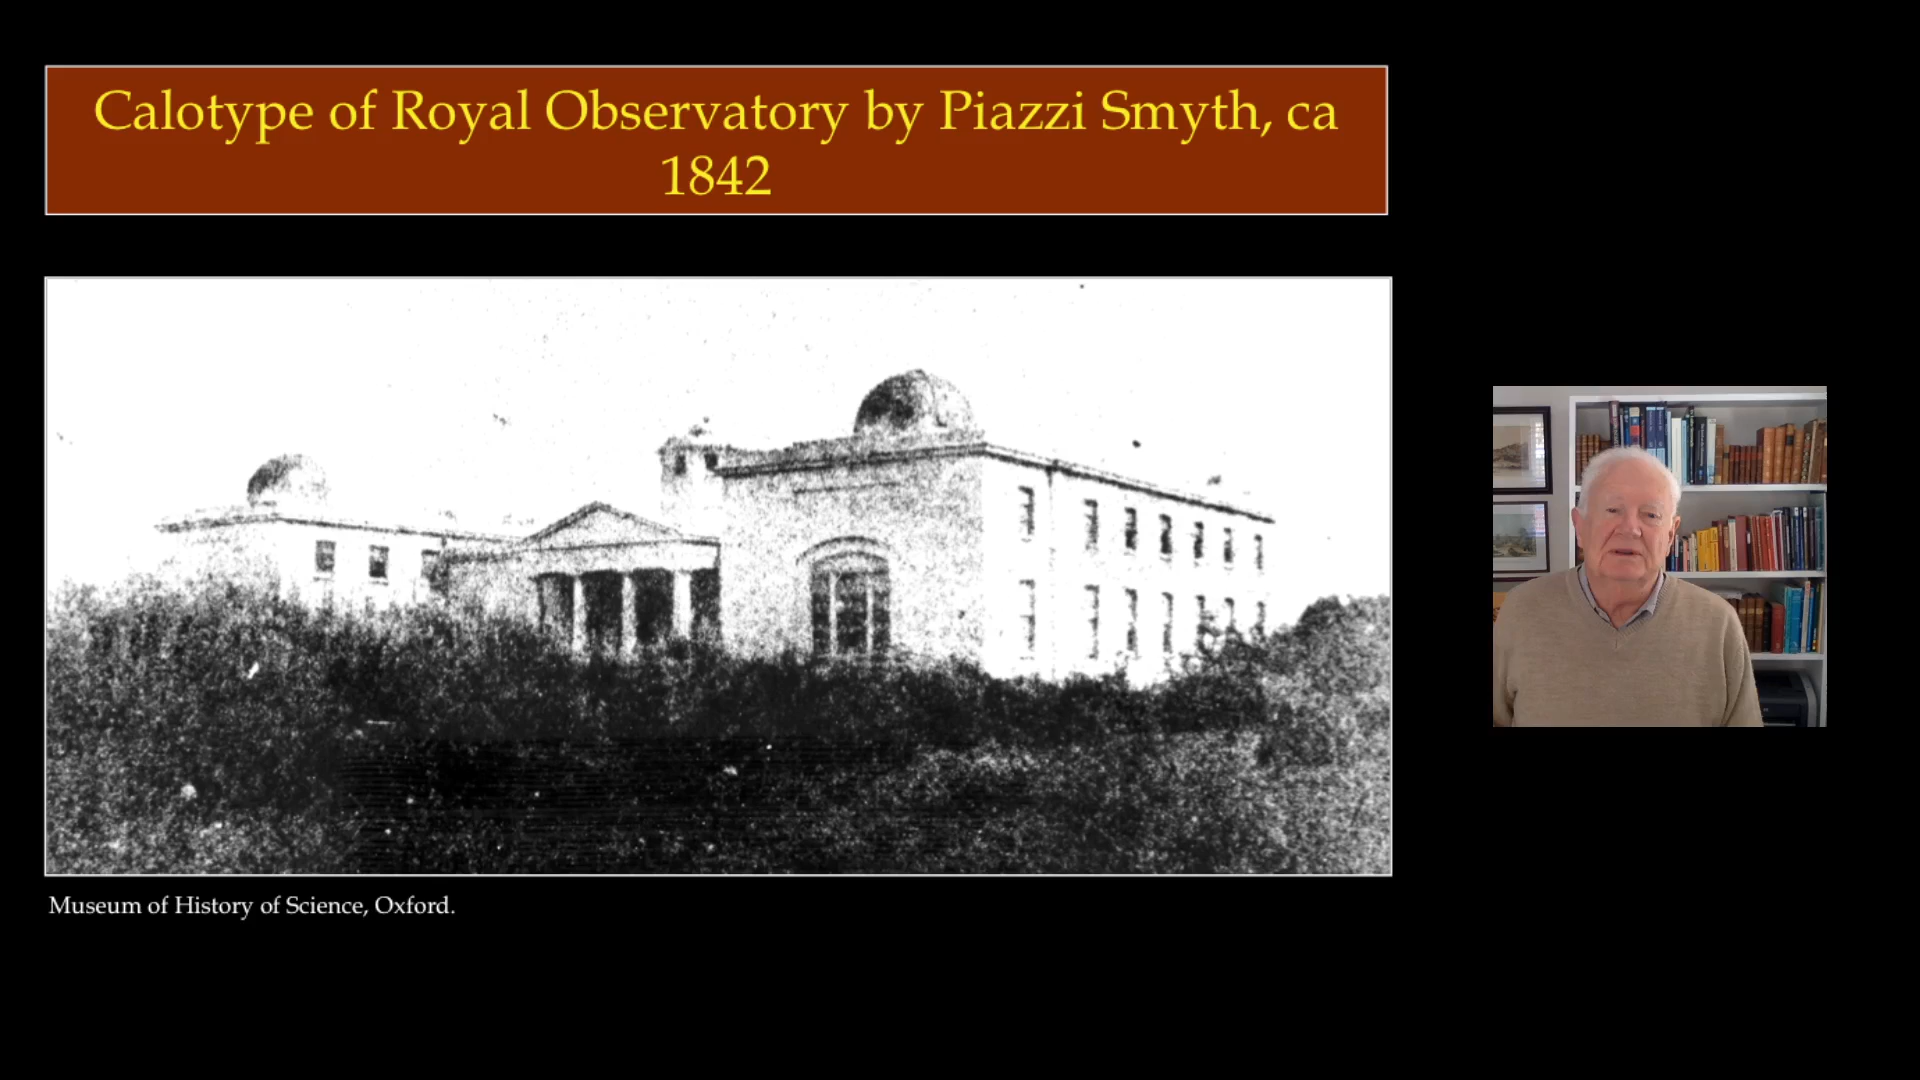 Calotype of Royal Observatory by Piazzi Smyth, ca
1842
Museum of History of Science, Oxford.